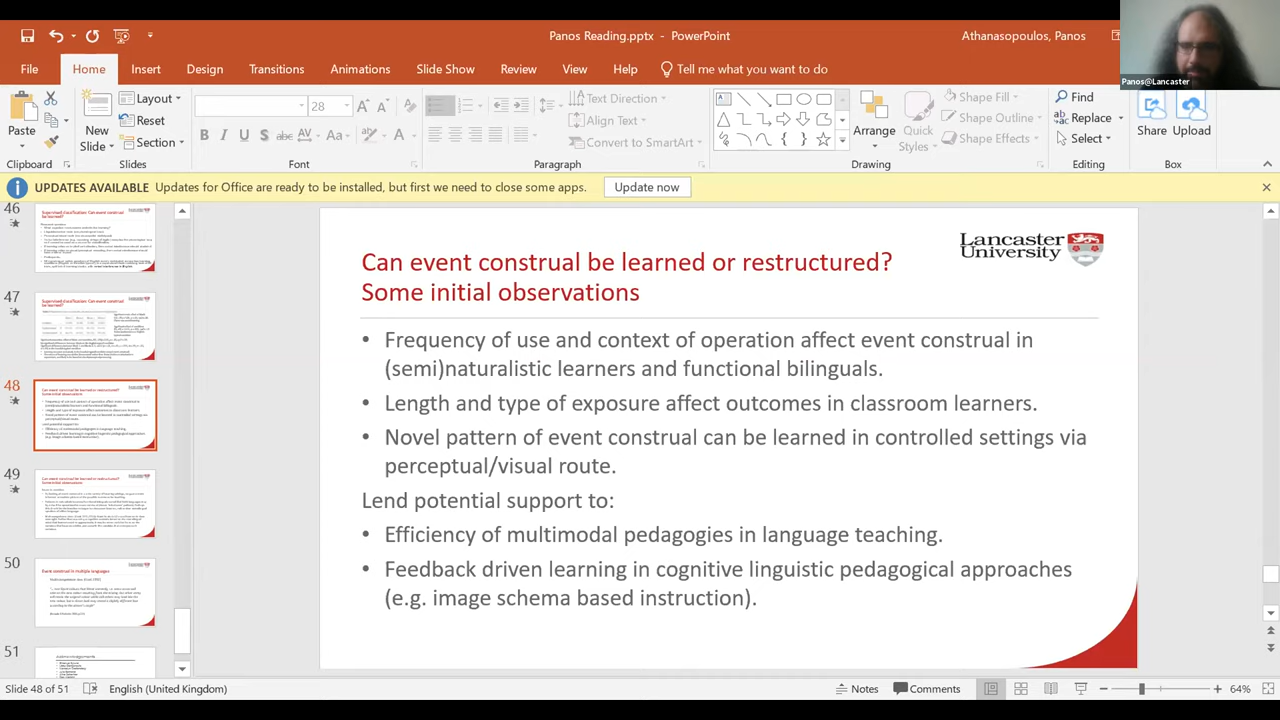 Panos Reading.pptx - PowerPoint
Athanasopoulos, Panos
Panos@Lancaster
File Home Insert Design Transitions Animations Slide Show Review View Help Tell me what you want to do
Paste
New
Slide
Layout
Reset
Section
28
B I U S abc AV Aa A
Text Direction
Align Text
Convert to SmartArt
Arrange
Quick
Styles
Shape Fill
Shape Outline
Shape Effects
Find
Replace
Select
Share Upload
Clipboard Slides Font Paragraph Drawing Editing Box
UPDATES AVAILABLE Updates for Office are ready to be installed, but first we need to close some apps. Update now
46
47
48
49
50
51
Lancaster
University
Can event construal be learned or restructured?
Some initial observations
• Frequency of use and context of operation affect event construal in
(semi)naturalistic learners and functional bilinguals.
• Length and type of exposure affect outcomes in classroom learners.
• Novel pattern of event construal can be learned in controlled settings via
perceptual/visual route.
Lend potential support to:
• Efficiency of multimodal pedagogies in language teaching.
• Feedback driven learning in cognitive linguistic pedagogical approaches
(e.g. image schema based instruction).
Slide 48 of 51 English (United Kingdom) Notes Comments 64%